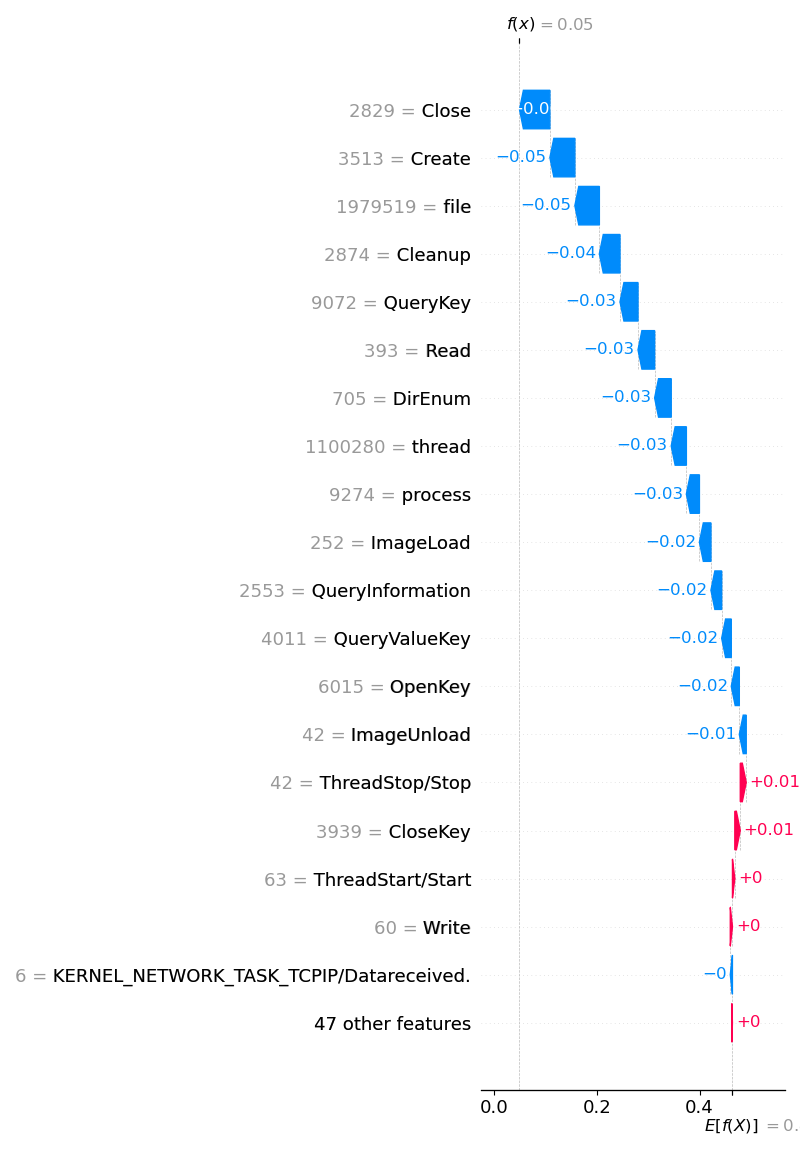 f(x) = 0.05
2829 = Close −0.0
3513 = Create −0.05
1979519 = file −0.05
2874 = Cleanup −0.04
9072 = QueryKey −0.03
393 = Read −0.03
705 = DirEnum −0.03
1100280 = thread −0.03
9274 = process −0.03
252 = ImageLoad −0.02
2553 = QueryInformation −0.02
4011 = QueryValueKey −0.02
6015 = OpenKey −0.02
42 = ImageUnload −0.01
42 = ThreadStop/Stop +0.01
3939 = CloseKey +0.01
63 = ThreadStart/Start +0
60 = Write +0
6 = KERNEL_NETWORK_TASK_TCPIP/Datareceived. −0
47 other features +0
0.0 0.2 0.4
E[f(X)] = 0.